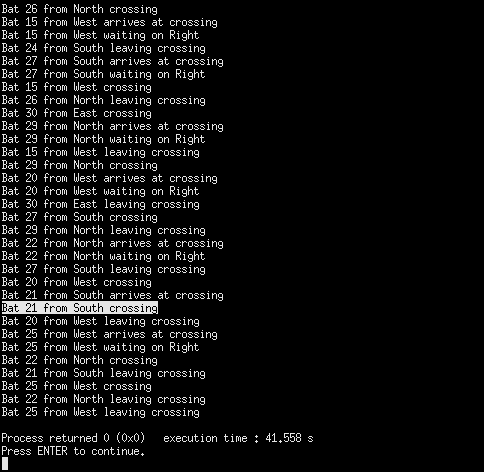 Bat 26 from North crossing
Bat 15 from West arrives at crossing
Bat 15 from West waiting on Right
Bat 24 from South leaving crossing
Bat 27 from South arrives at crossing
Bat 27 from South waiting on Right
Bat 15 from West crossing
Bat 26 from North leaving crossing
Bat 30 from East crossing
Bat 29 from North arrives at crossing
Bat 29 from North waiting on Right
Bat 15 from West leaving crossing
Bat 29 from North crossing
Bat 20 from West arrives at crossing
Bat 20 from West waiting on Right
Bat 30 from East leaving crossing
Bat 27 from South crossing
Bat 29 from North leaving crossing
Bat 22 from North arrives at crossing
Bat 22 from North waiting on Right
Bat 27 from South leaving crossing
Bat 20 from West crossing
Bat 21 from South arrives at crossing
Bat 21 from South crossing
Bat 20 from West leaving crossing
Bat 25 from West arrives at crossing
Bat 25 from West waiting on Right
Bat 22 from North crossing
Bat 21 from South leaving crossing
Bat 25 from West crossing
Bat 22 from North leaving crossing
Bat 25 from West leaving crossing
Process returned 0 (0x0)   execution time : 41.558 s
Press ENTER to continue.